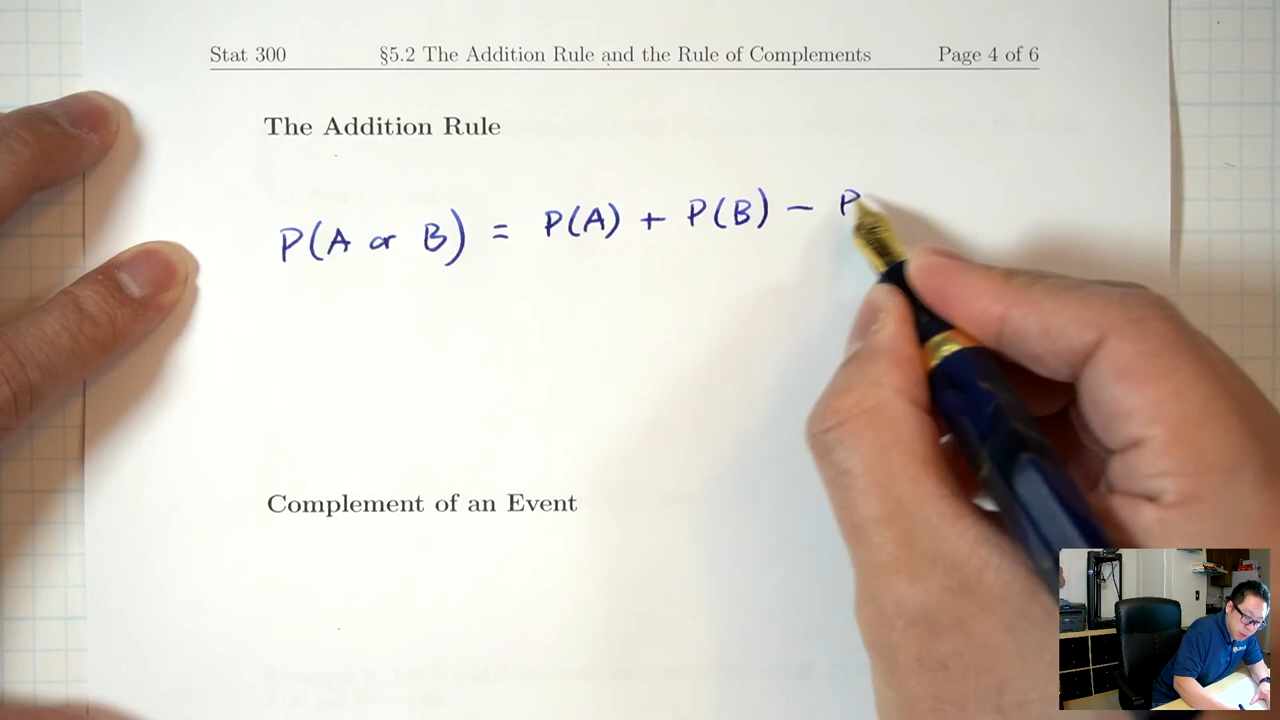 Stat 300 §5.2 The Addition Rule and the Rule of Complements Page 4 of 6
The Addition Rule
P(A or B) = P(A) + P(B) − P
Complement of an Event